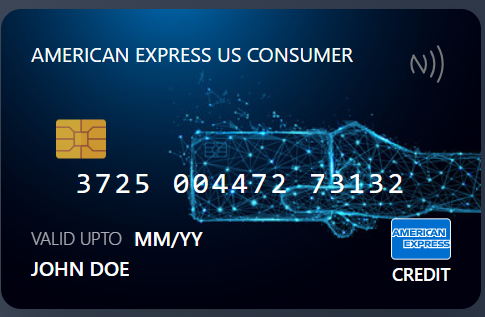 AMERICAN EXPRESS US CONSUMER
3725 004472 73132
VALID UPTO MM/YY
JOHN DOE
AMERICAN
EXPRESS
CREDIT